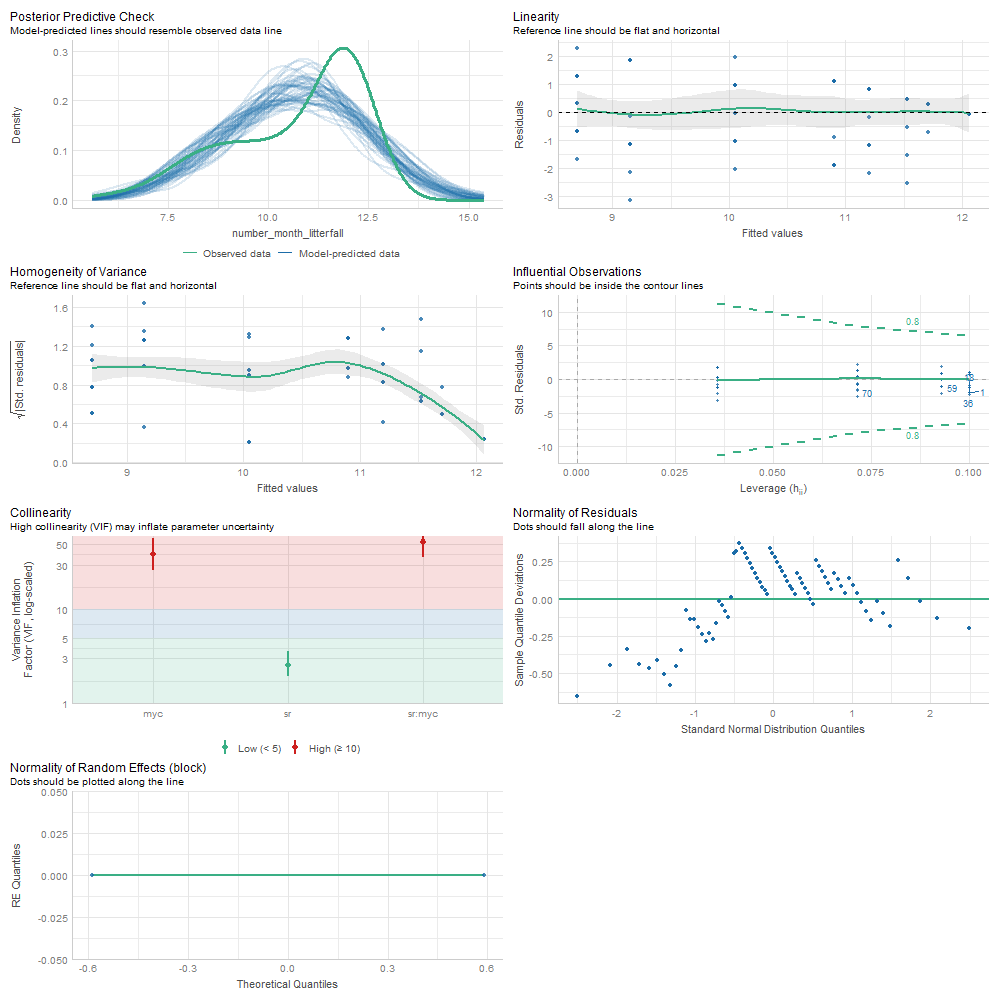 Posterior Predictive Check
Model-predicted lines should resemble observed data line
Density
0.3
0.2
0.1
0.0
7.5 10.0 12.5 15.0
number_month_litterfall
Observed data Model-predicted data
Linearity
Reference line should be flat and horizontal
Residuals
2
1
0
-1
-2
-3
9 10 11 12
Fitted values
Homogeneity of Variance
Reference line should be flat and horizontal
√|Std. residuals|
1.6
1.2
0.8
0.4
0.0
9 10 11 12
Fitted values
Influential Observations
Points should be inside the contour lines
Std. Residuals
10
5
0
-5
-10
0.8
0.8
70
59
36
1
0.000 0.025 0.050 0.075 0.100
Leverage (hii)
Collinearity
High collinearity (VIF) may inflate parameter uncertainty
Variance Inflation
Factor (VIF, log-scaled)
50
30
10
5
3
1
myc sr sr:myc
Low (< 5) High (≥ 10)
Normality of Residuals
Dots should fall along the line
Sample Quantile Deviations
0.25
0.00
-0.25
-0.50
-2 -1 0 1 2
Standard Normal Distribution Quantiles
Normality of Random Effects (block)
Dots should be plotted along the line
RE Quantiles
0.050
0.025
0.000
-0.025
-0.050
-0.6 -0.3 0.0 0.3 0.6
Theoretical Quantiles